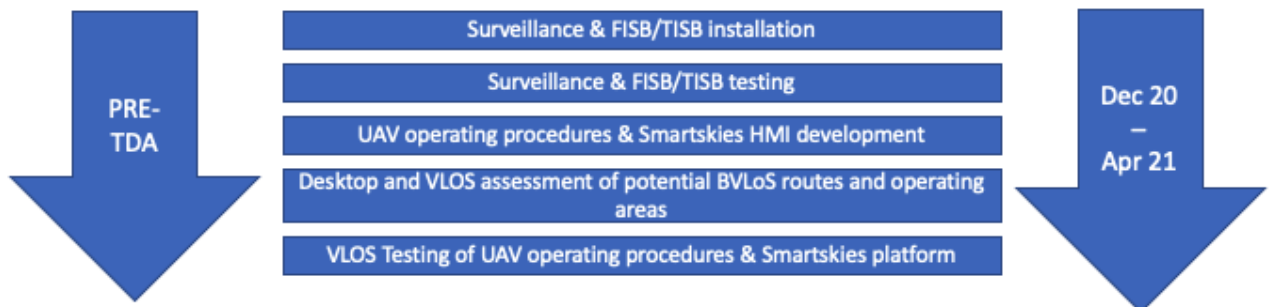 PRE-
TDA
Surveillance & FISB/TISB installation
Surveillance & FISB/TISB testing
UAV operating procedures & Smartskies HMI development
Desktop and VLOS assessment of potential BVLoS routes and operating
areas
VLOS Testing of UAV operating procedures & Smartskies platform
Dec 20
–
Apr 21